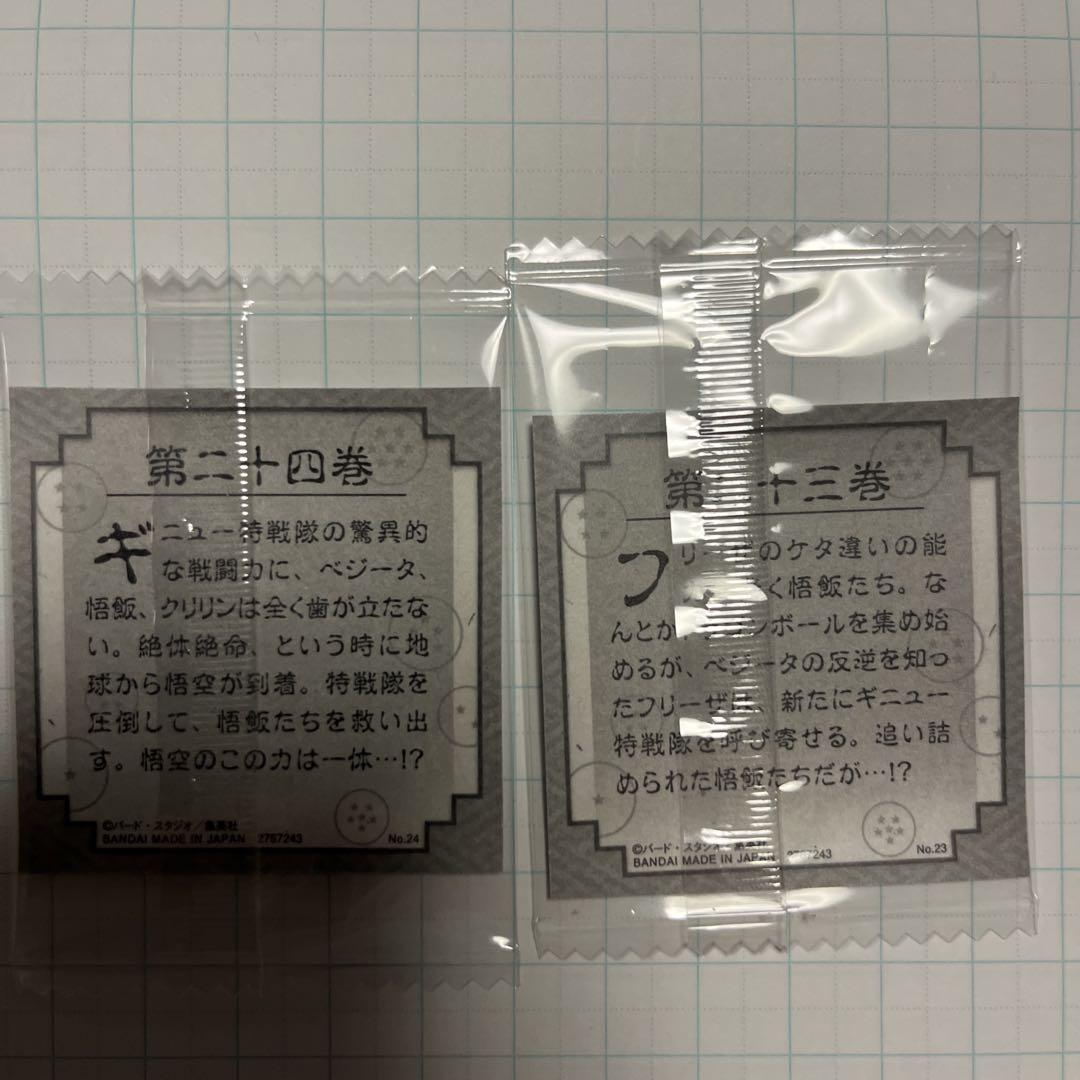 第二十四巻
ギニュー特戦隊の驚異的
な戦闘力に、ベジータ、
悟飯、クリリンは全く歯が立たな
い。絶体絶命、という時に地
球から悟空が到着。特戦隊を
圧倒して、悟飯たちを救い出
す。悟空のこの力は一体…!?
©バード・スタジオ／集英社
BANDAI MADE IN JAPAN 2767243 No.24
第 十三巻
フリーザのケタ違いの能
く悟飯たち。な
んとか ボールを集め始
めるが、ベジータの反逆を知っ
たフリーザは、新たにギニュー
特戦隊を呼び寄せる。追い詰
められた悟飯たちだが…!?
©バード・スタジオ 集英社
BANDAI MADE IN JAPAN 2767243 No.23